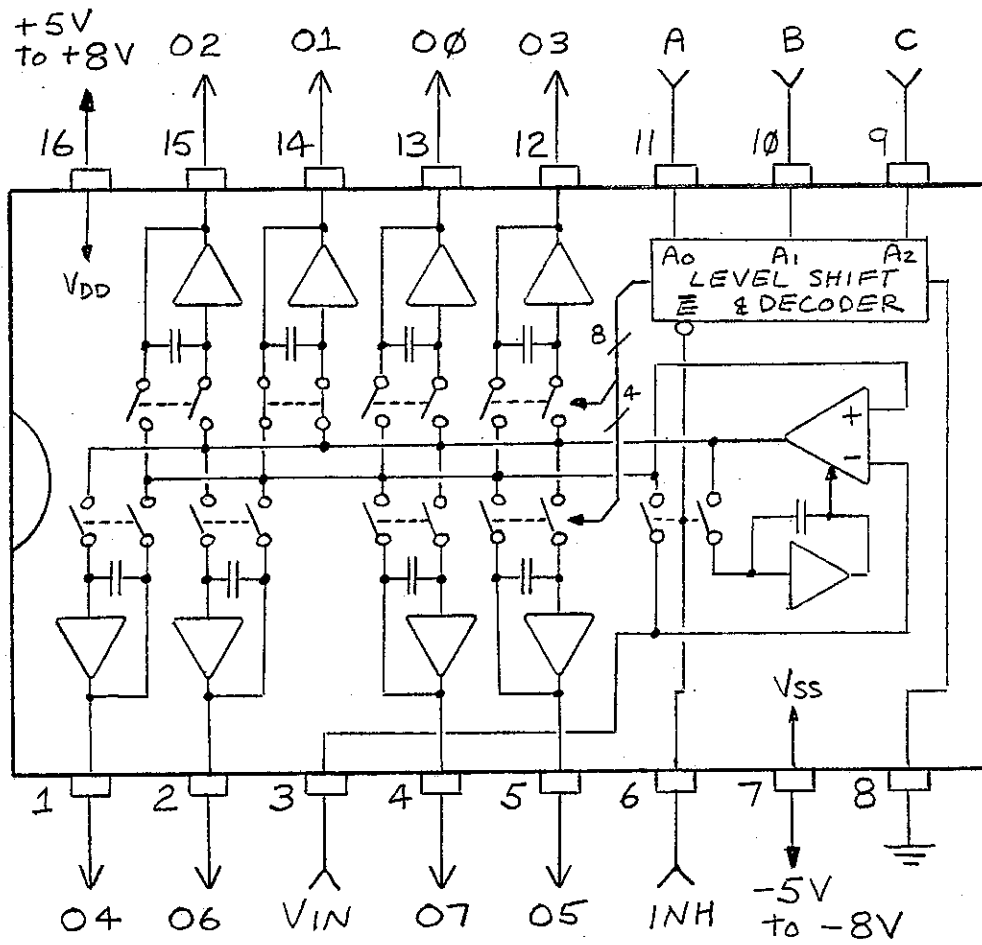 +5V
to +8V
O2
O1
OØ
O3
A
B
C
16
15
14
13
12
11
1Ø
9
VDD
A0
A1
A2
LEVEL SHIFT
E & DECODER
8
4
+
-
VSS
1
2
3
4
5
6
7
8
O4
O6
VIN
O7
O5
INH
-5V
to -8V